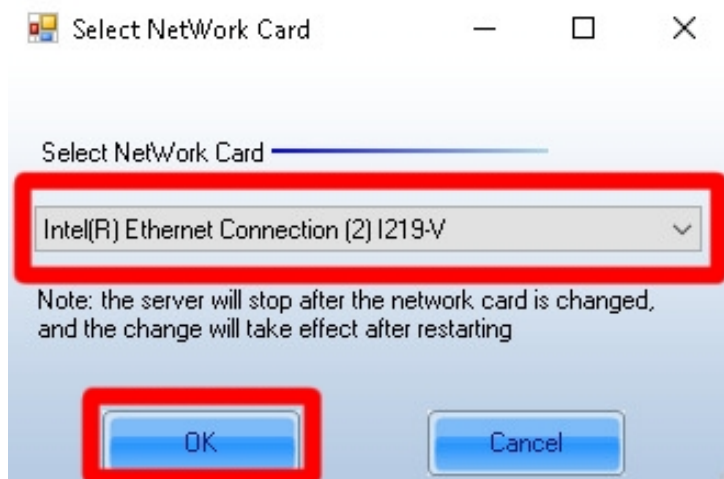 Select NetWork Card
Select NetWork Card
Intel(R) Ethernet Connection (2) I219-V
Note: the server will stop after the network card is changed,
and the change will take effect after restarting
OK
Cancel